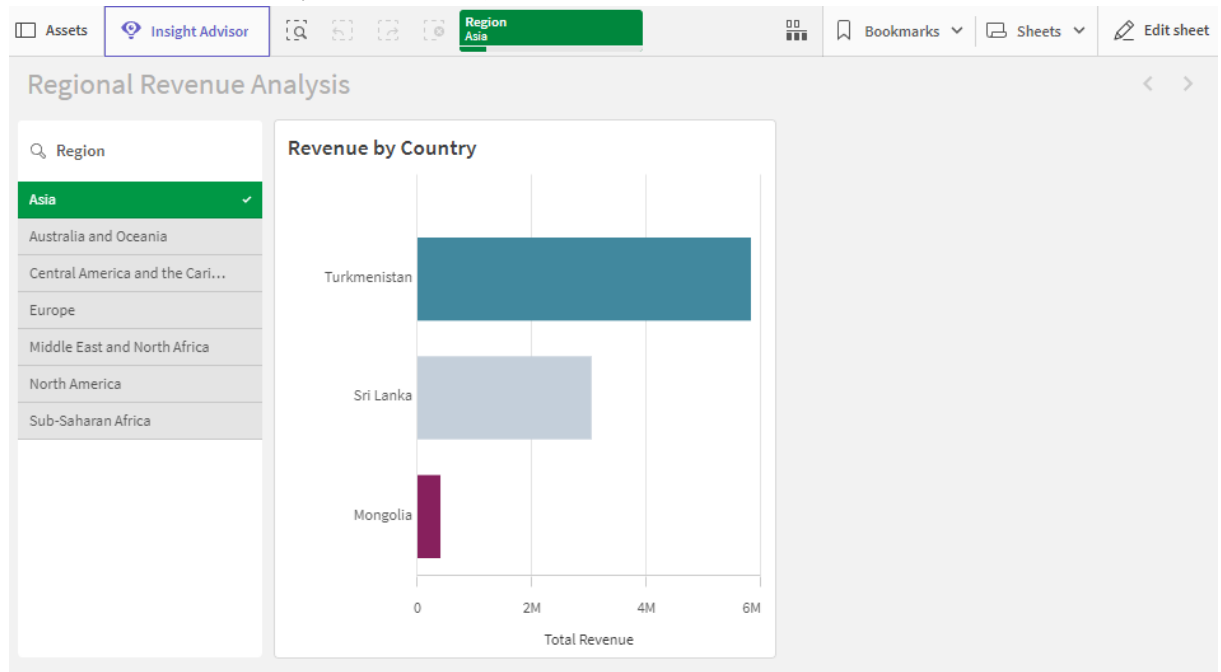 Assets
Insight Advisor
Region
Asia
Bookmarks
Sheets
Edit sheet
Regional Revenue Analysis
Region
Asia
Australia and Oceania
Central America and the Cari...
Europe
Middle East and North Africa
North America
Sub-Saharan Africa
Revenue by Country
Turkmenistan
Sri Lanka
Mongolia
0 2M 4M 6M
Total Revenue